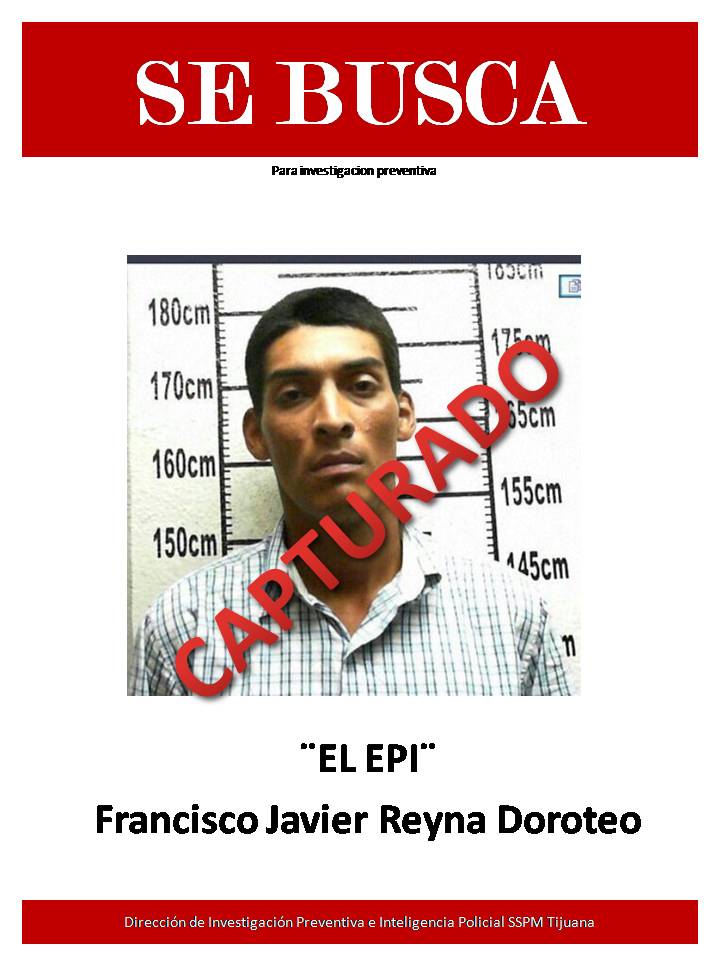 SE BUSCA
Para investigacion preventiva
185cm
180cm
175cm
170cm
165cm
160cm
155cm
150cm
145cm
m
CAPTURADO
¨EL EPI¨
Francisco Javier Reyna Doroteo
Dirección de Investigación Preventiva e Inteligencia Policial SSPM Tijuana